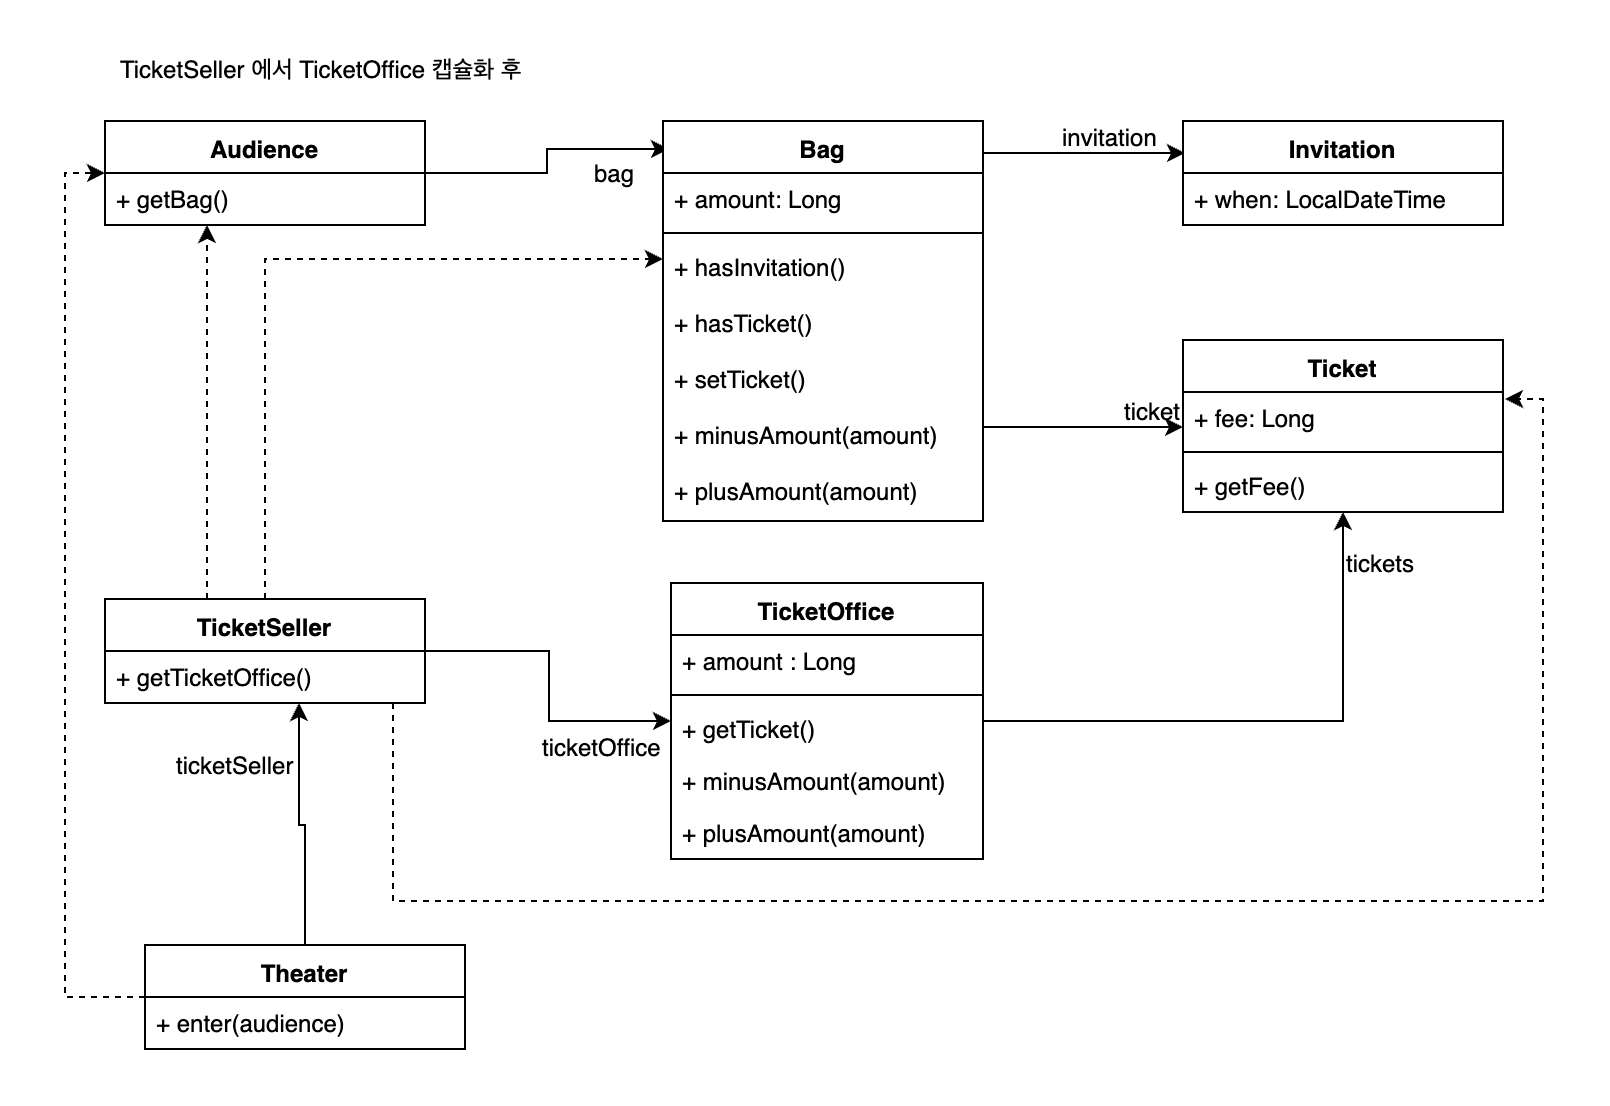 TicketSeller 에서 TicketOffice 캡슐화 후
Audience
+ getBag()
bag
Bag
+ amount: Long
+ hasInvitation()
+ hasTicket()
+ setTicket()
+ minusAmount(amount)
+ plusAmount(amount)
invitation
Invitation
+ when: LocalDateTime
ticket
Ticket
+ fee: Long
+ getFee()
tickets
TicketSeller
+ getTicketOffice()
ticketOffice
TicketOffice
+ amount : Long
+ getTicket()
+ minusAmount(amount)
+ plusAmount(amount)
ticketSeller
Theater
+ enter(audience)